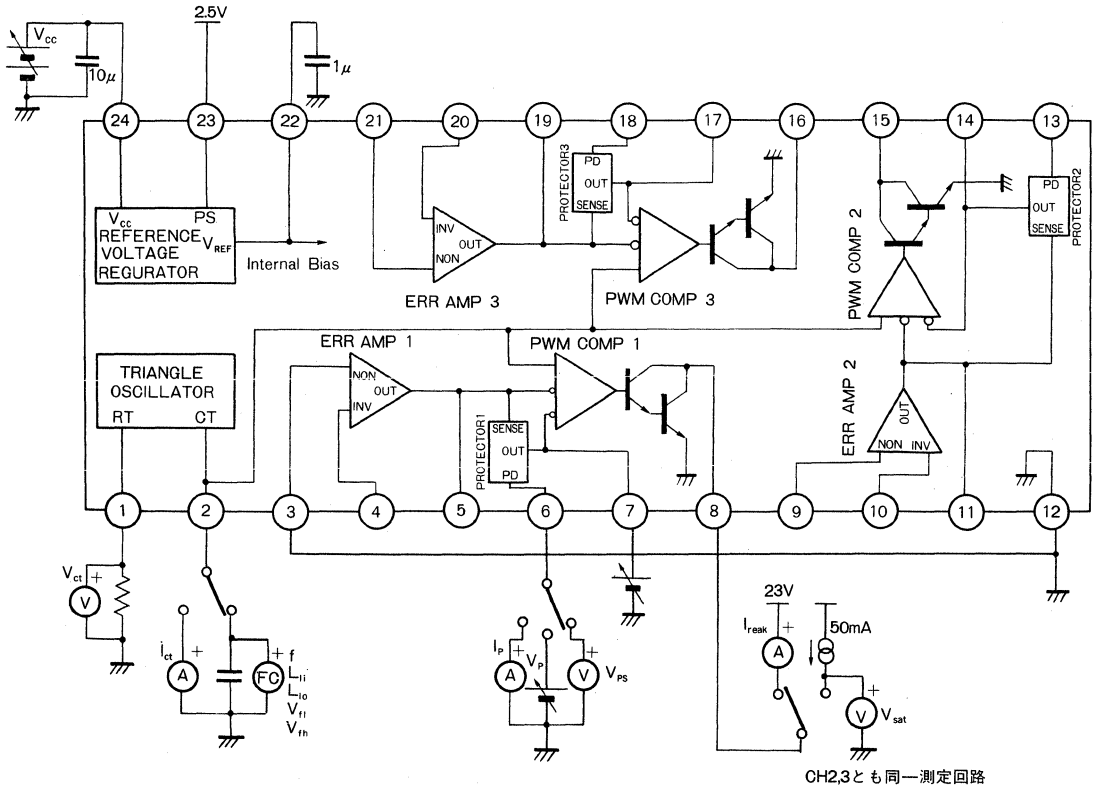 2.5V
Vcc
10μ
1μ
24
23
22
21
20
19
18
17
16
15
14
13
PROTECTOR3
PD
OUT
SENSE
PD
OUT
SENSE
PROTECTOR2
Vcc PS
REFERENCE VREF
VOLTAGE
REGURATOR
Internal Bias
INV
OUT
NON
ERR AMP 3
PWM COMP 3
PWM COMP 2
ERR AMP 1
PWM COMP 1
TRIANGLE
OSCILLATOR
RT CT
NON
OUT
INV
PROTECTOR1
SENSE
OUT
PD
ERR AMP 2
OUT
NON INV
1
2
3
4
5
6
7
8
9
10
11
12
Vct +
V
ict +
A
+ f
FC
Lli
Llo
Vfl
Vfh
IP +
A
VP
+
V
VPS
23V
Ireak +
A
50mA
+
V
Vsat
CH2,3とも同一測定回路